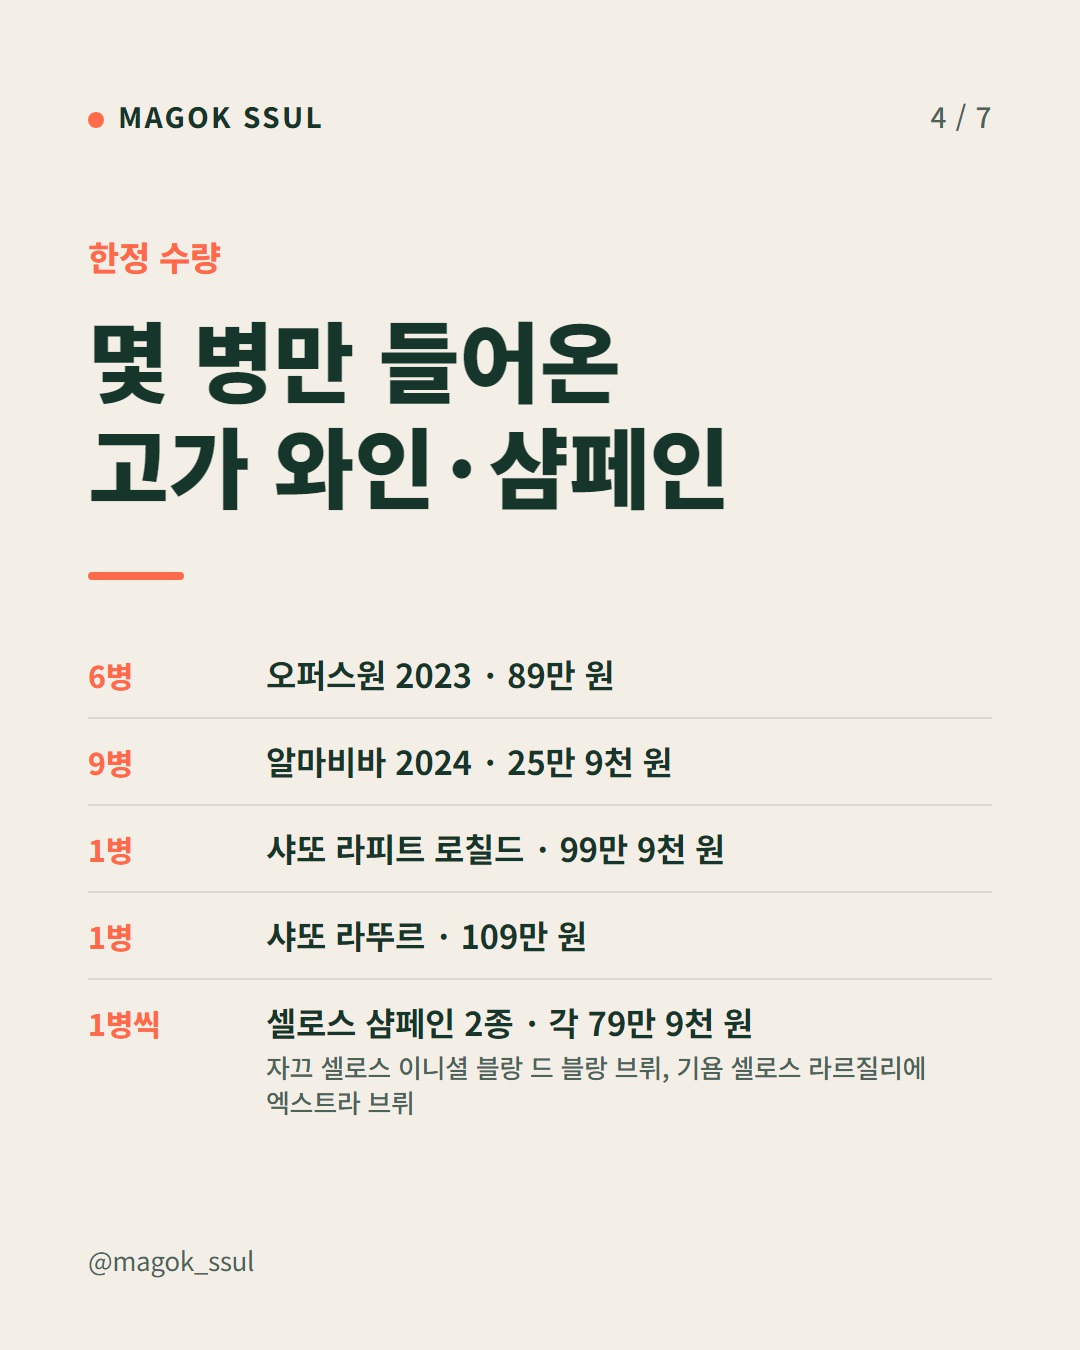 MAGOK SSUL
4 / 7
한정 수량
몇 병만 들어온
고가 와인·샴페인
6병 오퍼스원 2023 · 89만 원
9병 알마비바 2024 · 25만 9천 원
1병 샤또 라피트 로칠드 · 99만 9천 원
1병 샤또 라뚜르 · 109만 원
1병씩 셀로스 샴페인 2종 · 각 79만 9천 원
자끄 셀로스 이니셜 블랑 드 블랑 브뤼, 기욤 셀로스 라르질리에
엑스트라 브뤼
@magok_ssul